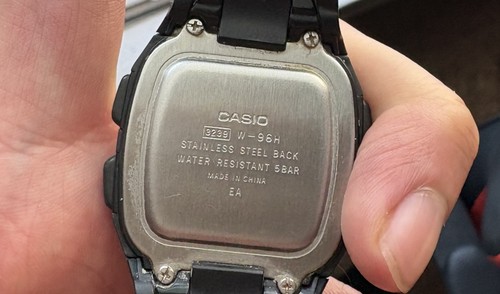 CASIO
3239 W-96H
STAINLESS STEEL BACK
WATER RESISTANT 5BAR
MADE IN CHINA
EA